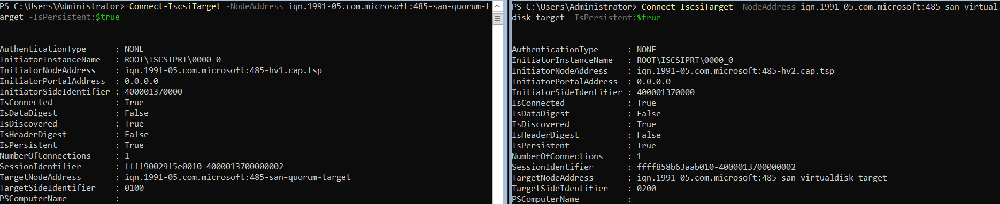 PS C:\Users\Administrator> Connect-IscsiTarget -NodeAddress iqn.1991-05.com.microsoft:485-san-quorum-t
arget -IsPersistent:$true
AuthenticationType : NONE
InitiatorInstanceName : ROOT\ISCSIPRT\0000_0
InitiatorNodeAddress : iqn.1991-05.com.microsoft:485-hv1.cap.tsp
InitiatorPortalAddress : 0.0.0.0
InitiatorSideIdentifier : 400001370000
IsConnected : True
IsDataDigest : False
IsDiscovered : True
IsHeaderDigest : False
IsPersistent : True
NumberOfConnections : 1
SessionIdentifier : ffff90029f5e0010-4000013700000002
TargetNodeAddress : iqn.1991-05.com.microsoft:485-san-quorum-target
TargetSideIdentifier : 0100
PSComputerName :
PS C:\Users\Administrator> Connect-IscsiTarget -NodeAddress iqn.1991-05.com.microsoft:485-san-virtual
disk-target -IsPersistent:$true
AuthenticationType : NONE
InitiatorInstanceName : ROOT\ISCSIPRT\0000_0
InitiatorNodeAddress : iqn.1991-05.com.microsoft:485-hv2.cap.tsp
InitiatorPortalAddress : 0.0.0.0
InitiatorSideIdentifier : 400001370000
IsConnected : True
IsDataDigest : False
IsDiscovered : True
IsHeaderDigest : False
IsPersistent : True
NumberOfConnections : 1
SessionIdentifier : ffff858b63aab010-4000013700000002
TargetNodeAddress : iqn.1991-05.com.microsoft:485-san-virtualdisk-target
TargetSideIdentifier : 0200
PSComputerName :